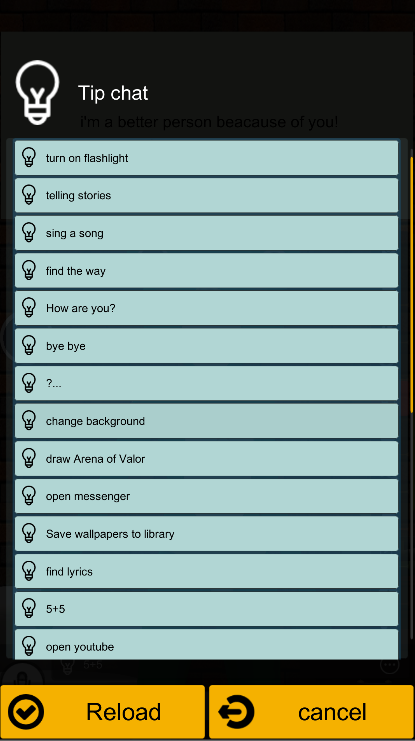 Tip chat
i'm a better person beacause of you!
turn on flashlight
telling stories
sing a song
find the way
How are you?
bye bye
?...
change background
draw Arena of Valor
open messenger
Save wallpapers to library
find lyrics
5+5
open youtube
5+5
Reload
cancel